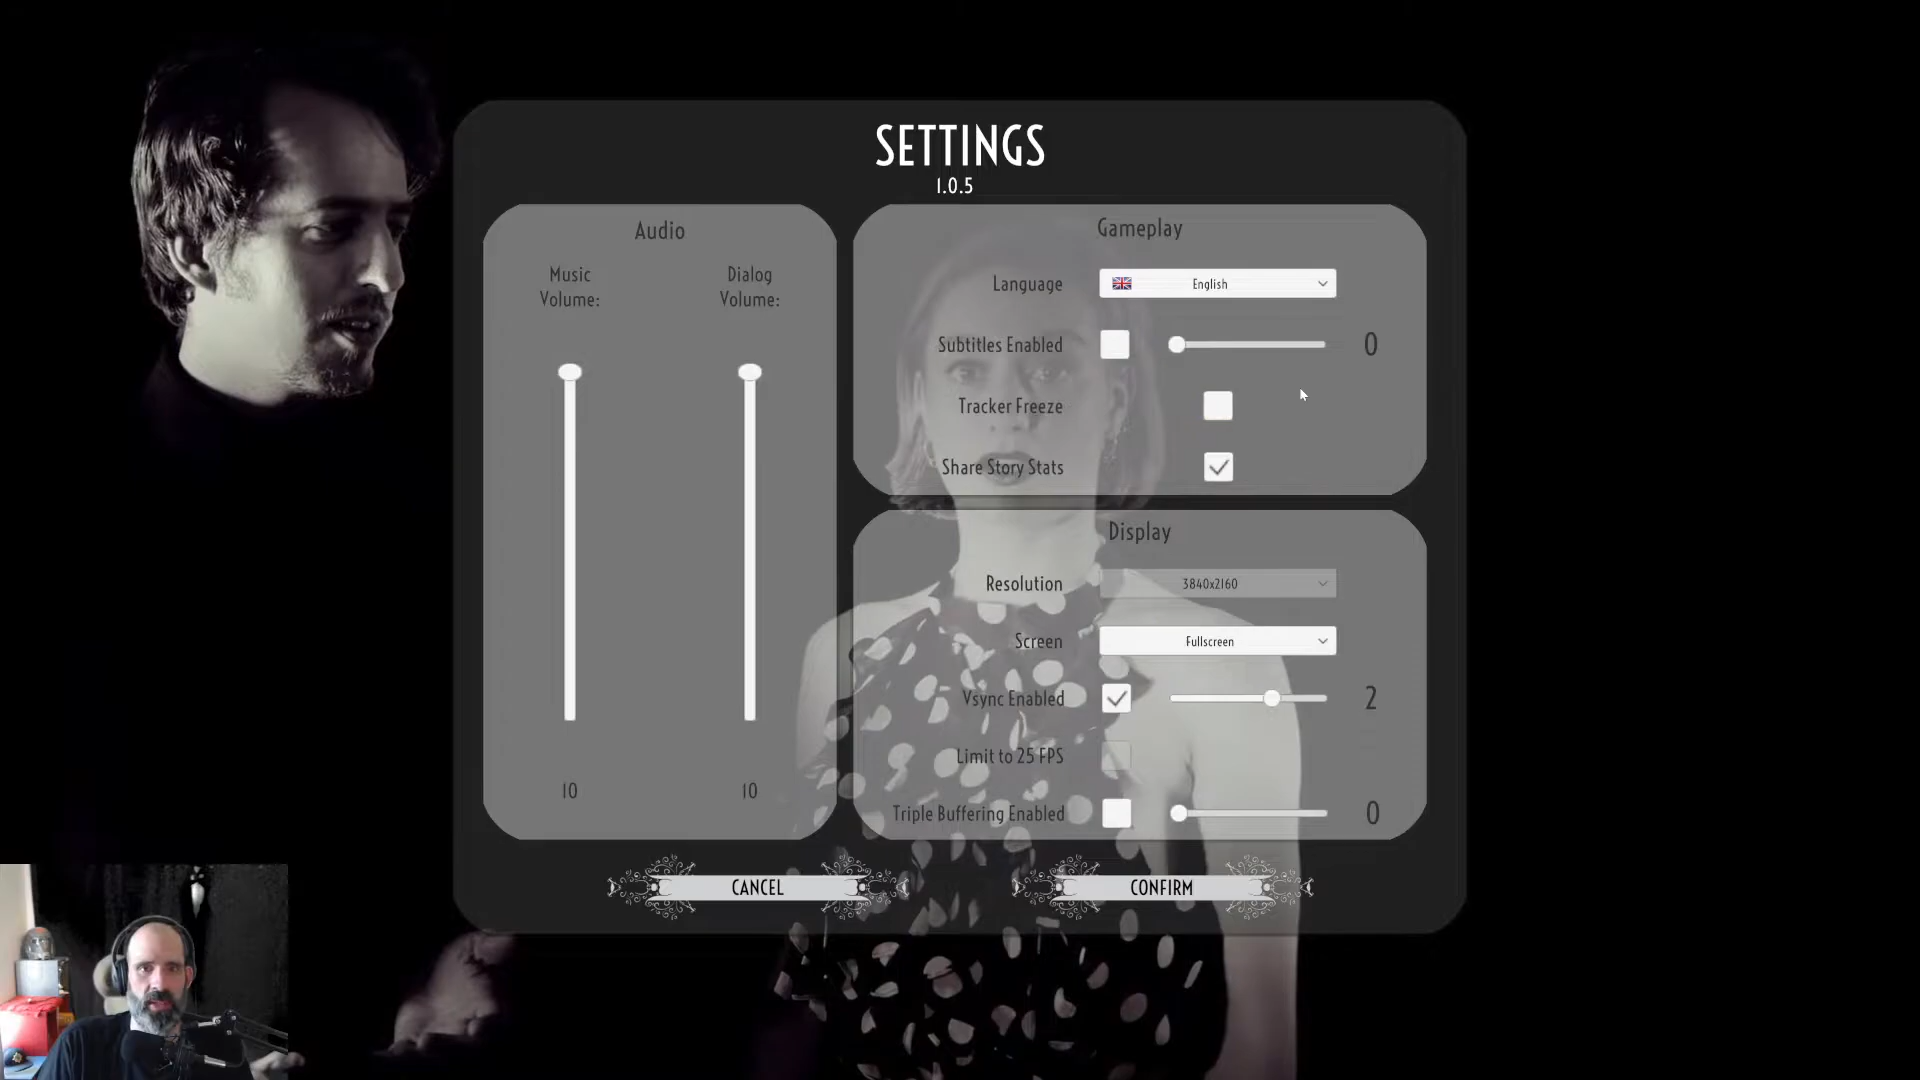 SETTINGS
1.0.5
Audio
Music
Volume:
Dialog
Volume:
10
10
Gameplay
Language
English
Subtitles Enabled
0
Tracker Freeze
Share Story Stats
Display
Resolution
3840x2160
Screen
Fullscreen
Vsync Enabled
2
Limit to 25 FPS
Triple Buffering Enabled
0
CANCEL
CONFIRM